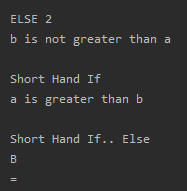 ELSE 2
b is not greater than a
Short Hand If
a is greater than b
Short Hand If.. Else
B
=